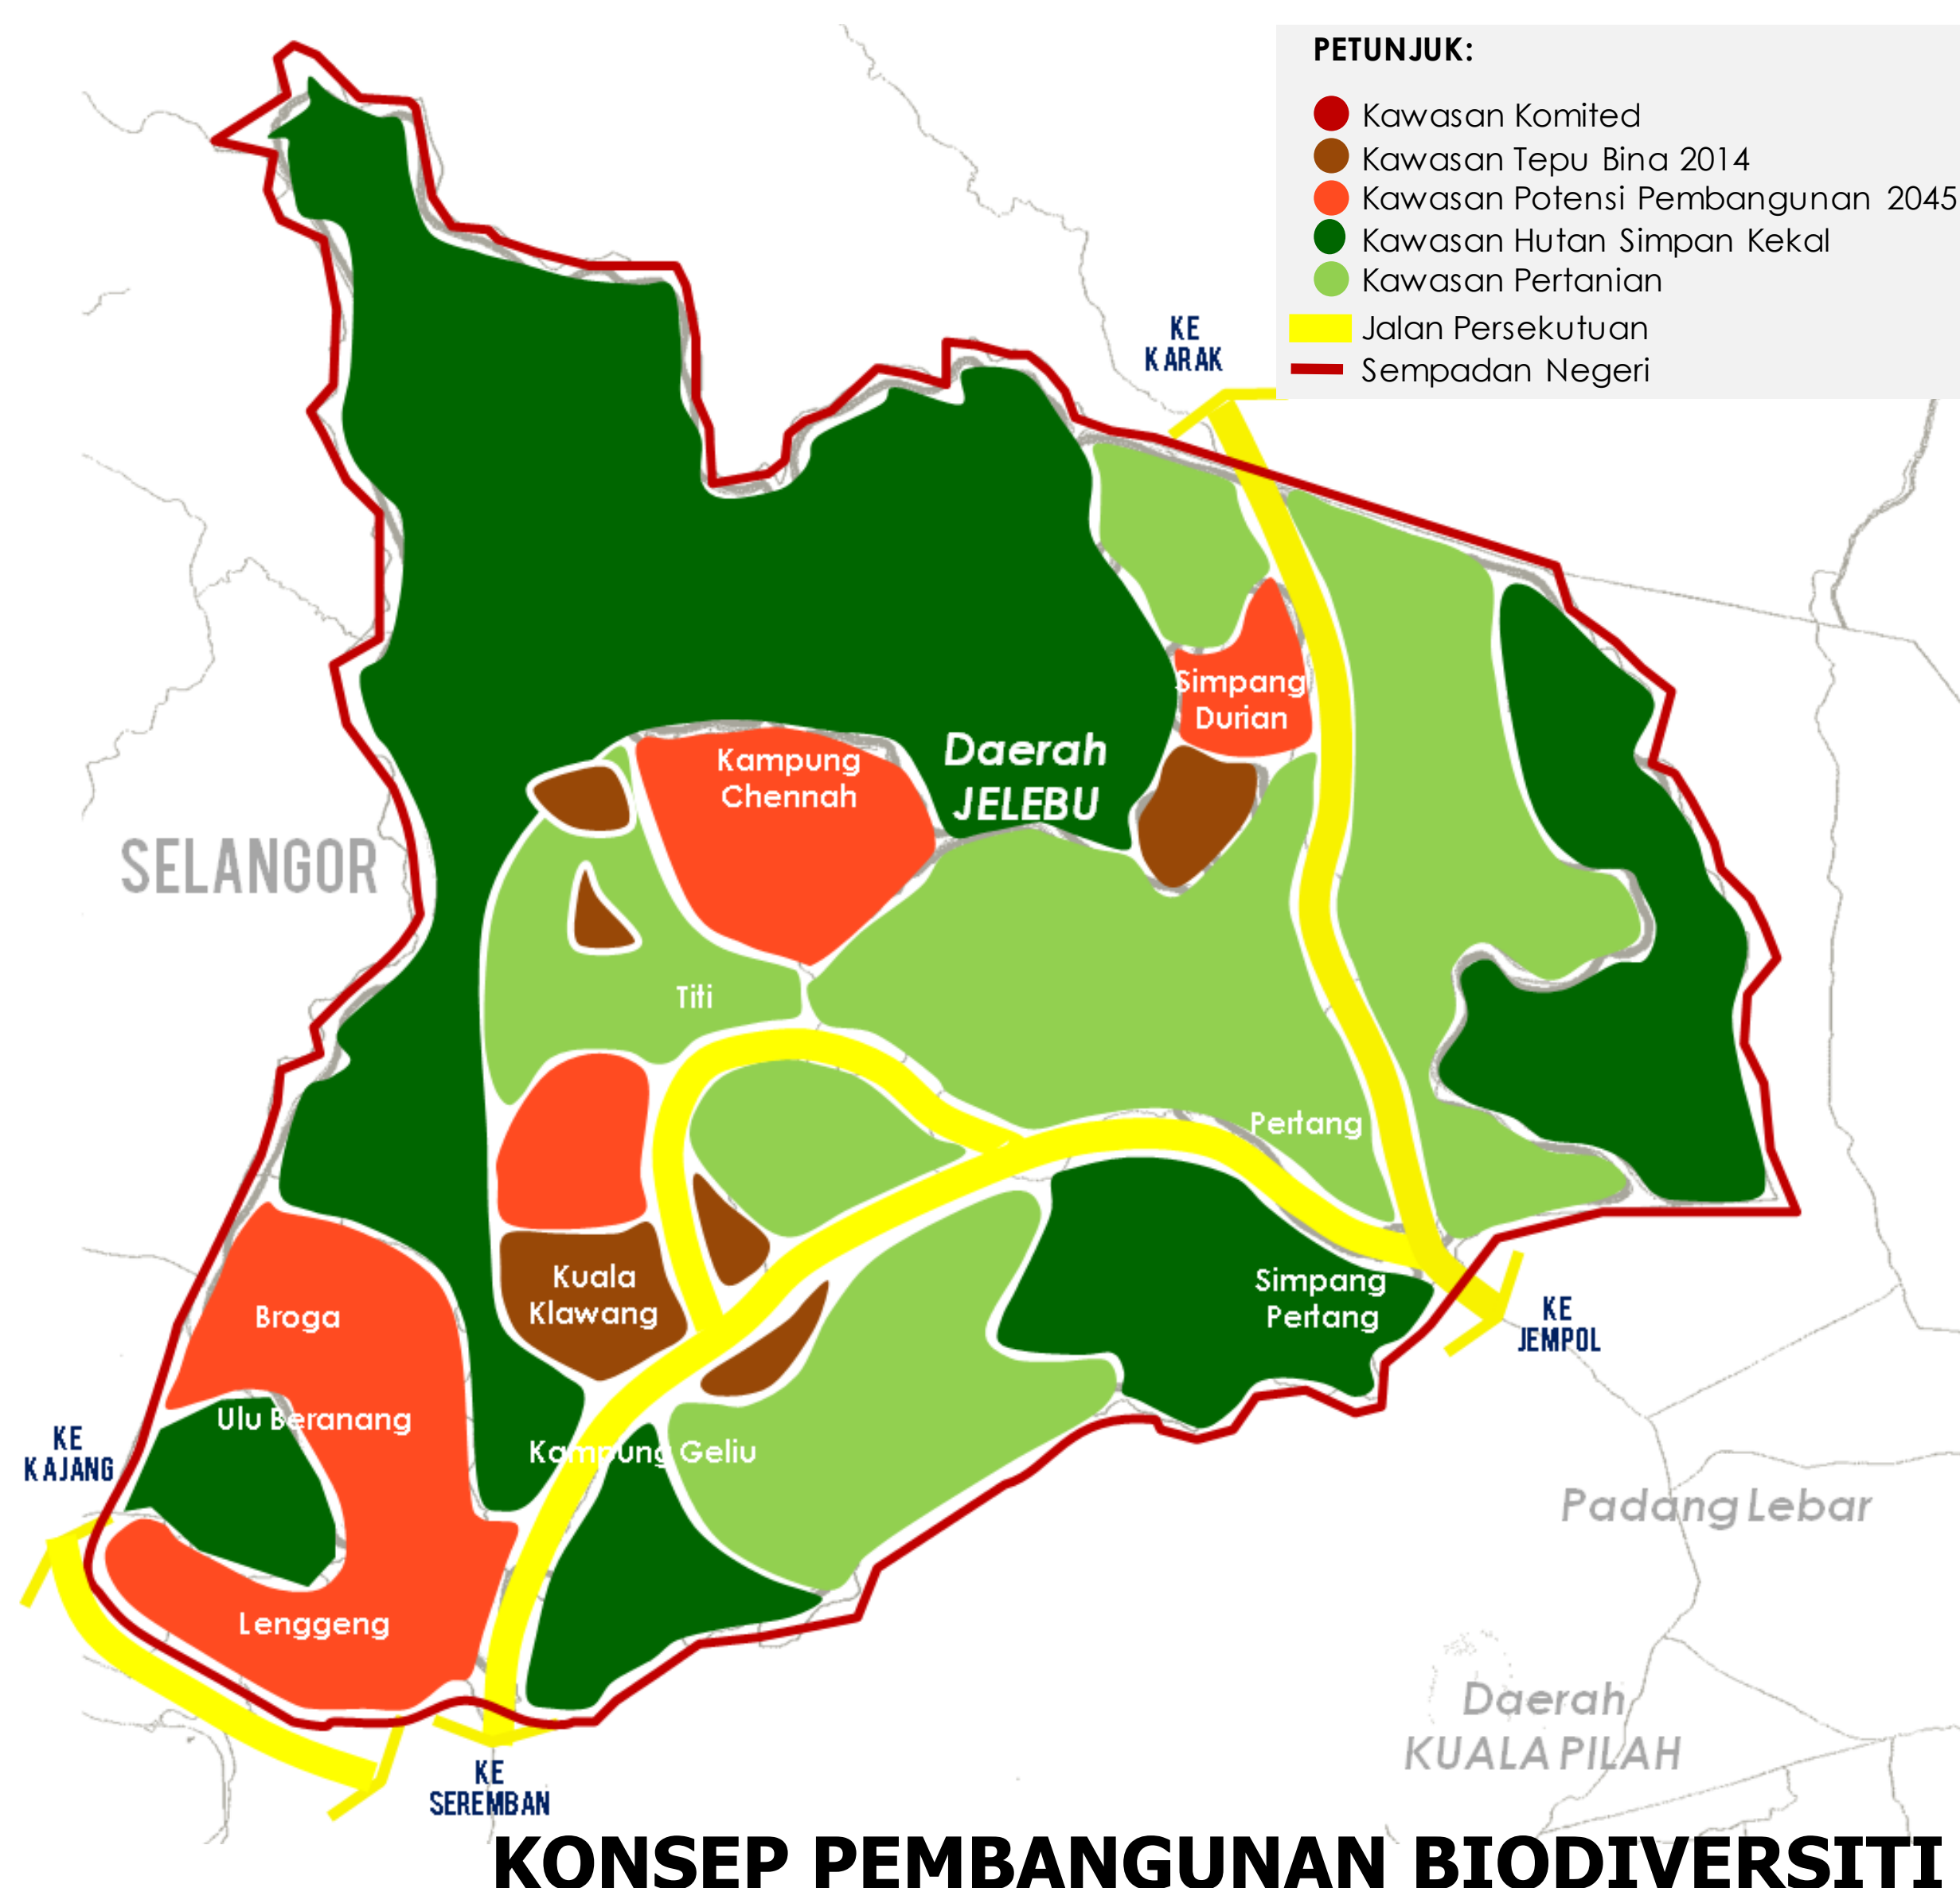 PETUNJUK:
Kawasan Komited
Kawasan Tepu Bina 2014
Kawasan Potensi Pembangunan 2045
Kawasan Hutan Simpan Kekal
Kawasan Pertanian
Jalan Persekutuan
Sempadan Negeri
KE
KARAK
Simpang
Durian
Kampung
Chennah
Daerah
JELEBU
SELANGOR
Titi
Pertang
Kuala
Klawang
Simpang
Pertang
Broga
KE
JEMPOL
Ulu Beranang
Kampung Geliu
KE
KAJANG
Padang Lebar
Lenggeng
Daerah
KUALA PILAH
KE
SEREMBAN
KONSEP PEMBANGUNAN BIODIVERSITI